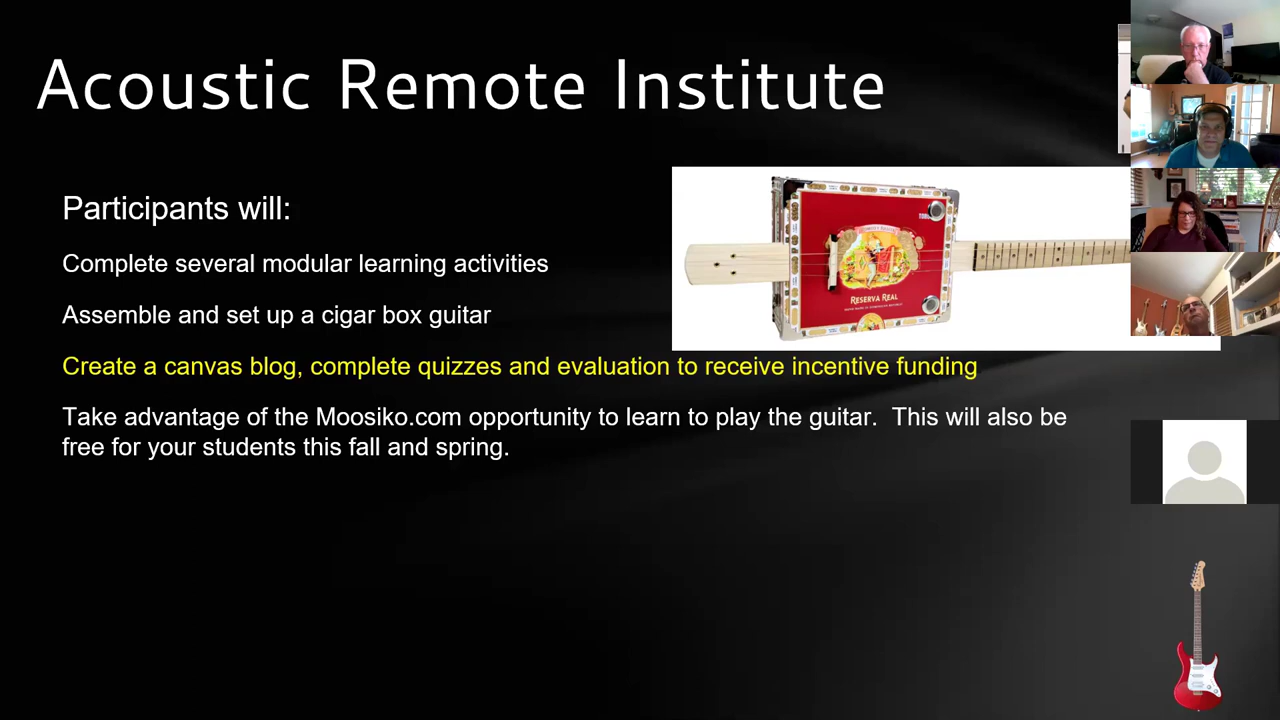 Acoustic Remote Institute
Participants will:
Complete several modular learning activities
Assemble and set up a cigar box guitar
Create a canvas blog, complete quizzes and evaluation to receive incentive funding
Take advantage of the Moosiko.com opportunity to learn to play the guitar.  This will also be
free for your students this fall and spring.
RESERVA REAL